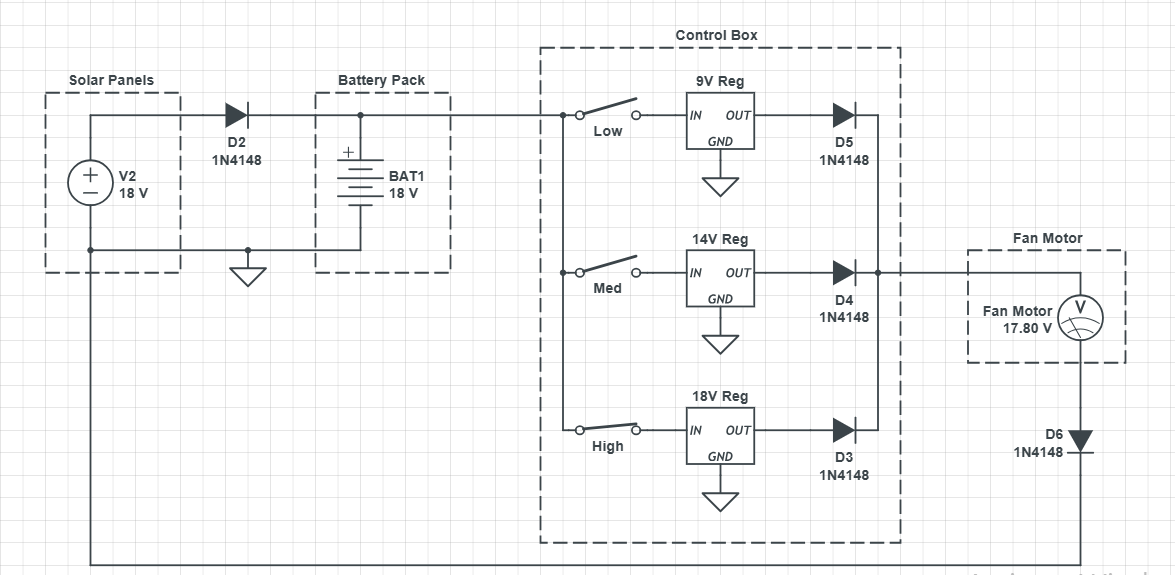 Control Box
Solar Panels
Battery Pack
9V Reg
IN OUT
GND
Low
D2
1N4148
D5
1N4148
+
V2
18 V
BAT1
18 V
14V Reg
IN OUT
GND
Med
D4
1N4148
Fan Motor
V
Fan Motor
17.80 V
18V Reg
IN OUT
GND
High
D3
1N4148
D6
1N4148